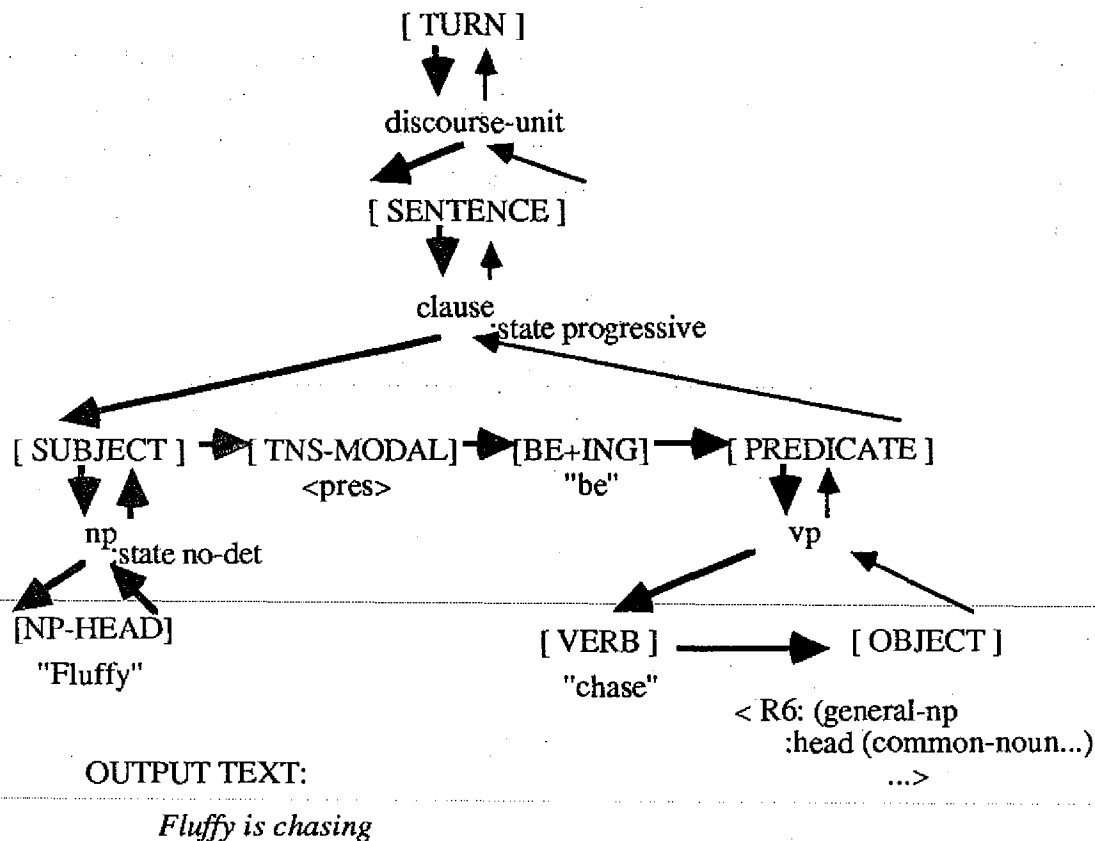 [ TURN ]
discourse-unit
[ SENTENCE ]
clause
:state progressive
[ SUBJECT ] [ TNS-MODAL] [BE+ING] [ PREDICATE ]
<pres> "be"
np
:state no-det
vp
[NP-HEAD] [ VERB ] [ OBJECT ]
"Fluffy" "chase"
< R6: (general-np
:head (common-noun...)
...>
OUTPUT TEXT:
Fluffy is chasing